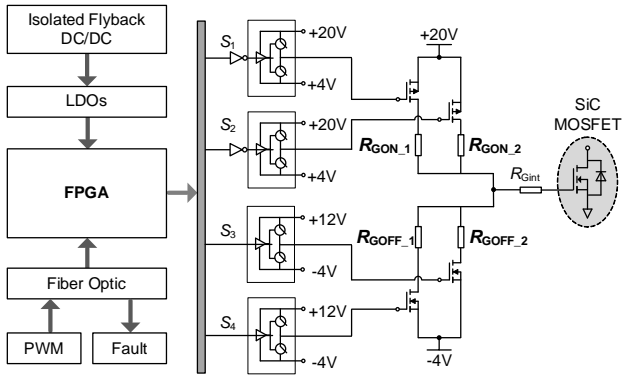 Isolated Flyback
DC/DC
LDOs
FPGA
Fiber Optic
PWM
Fault
S1
+20V
+4V
S2
+20V
+4V
S3
+12V
-4V
S4
+12V
-4V
+20V
RGON_1
RGON_2
RGOFF_1
RGOFF_2
-4V
RGint
SiC
MOSFET